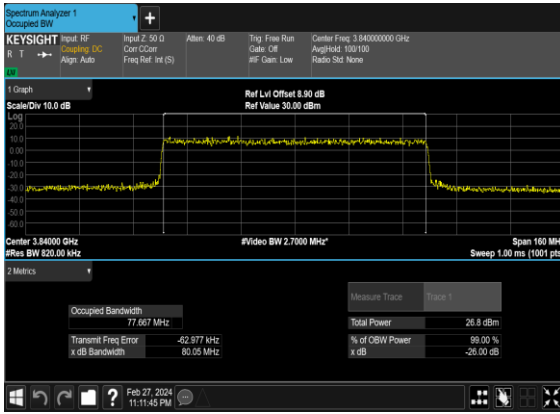 Spectrum Analyzer 1
Occupied BW
KEYSIGHT
R T
LW
Input: RF
Coupling: DC
Align: Auto
Input Z: 50 Ω
Corr CCorr
Freq Ref: Int (S)
Atten: 40 dB
Trig: Free Run
Gate: Off
#IF Gain: Low
Center Freq: 3.840000000 GHz
Avg|Hold: 100/100
Radio Std: None
1 Graph
Scale/Div 10.0 dB
Ref Lvl Offset 8.90 dB
Ref Value 30.00 dBm
Log
20.0
10.0
0.00
-10.0
-20.0
-30.0
-40.0
-50.0
-60.0
Center 3.84000 GHz
#Res BW 820.00 kHz
#Video BW 2.7000 MHz*
Span 160 MH
Sweep 1.00 ms (1001 pts
2 Metrics
Measure Trace
Trace 1
Occupied Bandwidth
77.667 MHz
Total Power
26.8 dBm
Transmit Freq Error
-62.977 kHz
% of OBW Power
99.00 %
x dB Bandwidth
80.05 MHz
x dB
-26.00 dB
?
Feb 27, 2024
11:11:45 PM